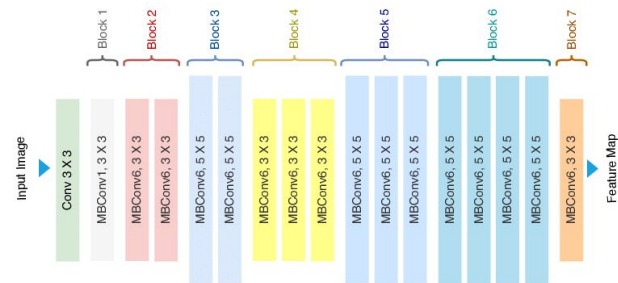 Block 1
Block 2
Block 3
Block 4
Block 5
Block 6
Block 7
Input Image
Conv 3 X 3
MBConv1, 3 X 3
MBConv6, 3 X 3
MBConv6, 3 X 3
MBConv6, 5 X 5
MBConv6, 5 X 5
MBConv6, 3 X 3
MBConv6, 3 X 3
MBConv6, 3 X 3
MBConv6, 5 X 5
MBConv6, 5 X 5
MBConv6, 5 X 5
MBConv6, 5 X 5
MBConv6, 5 X 5
MBConv6, 5 X 5
MBConv6, 5 X 5
MBConv6, 3 X 3
Feature Map